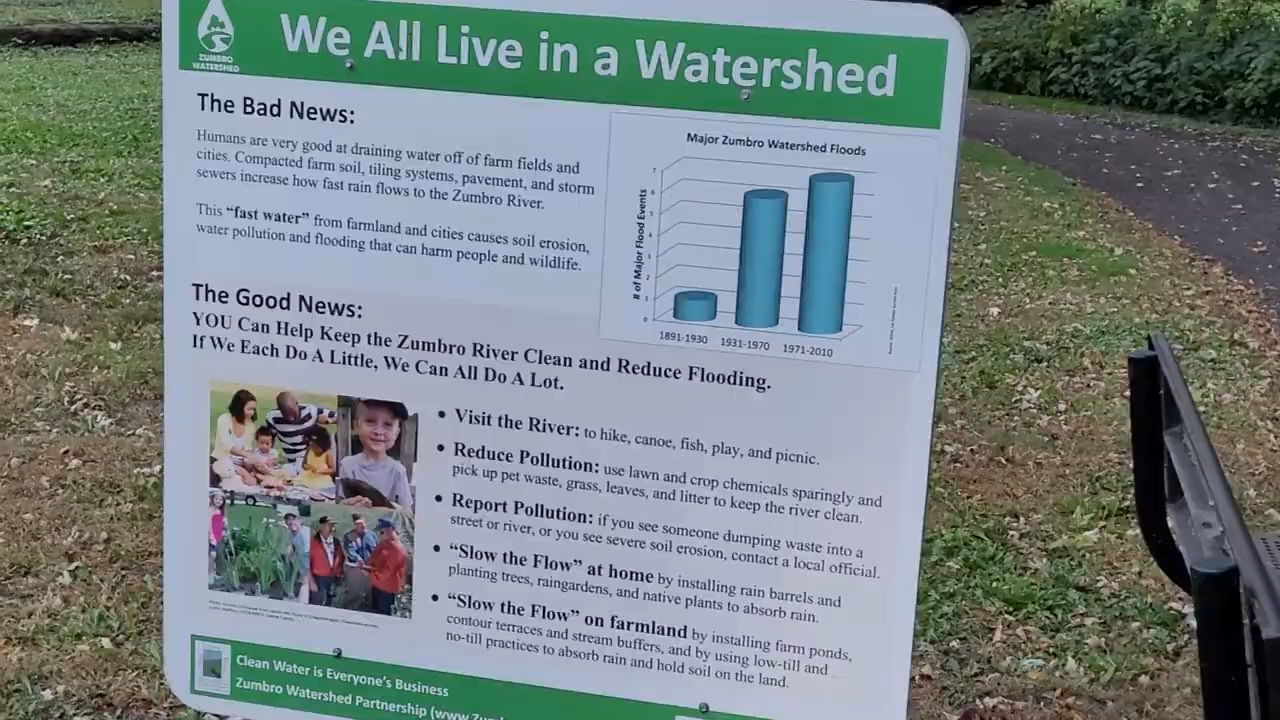 ZUMBRO
WATERSHED
We All Live in a Watershed
The Bad News:
Humans are very good at draining water off of farm fields and
cities. Compacted farm soil, tiling systems, pavement, and storm
sewers increase how fast rain flows to the Zumbro River.
This “fast water” from farmland and cities causes soil erosion,
water pollution and flooding that can harm people and wildlife.
Major Zumbro Watershed Floods
# of Major Flood Events
7
6
5
4
3
2
1
0
1891-1930 1931-1970 1971-2010
The Good News:
YOU Can Help Keep the Zumbro River Clean and Reduce Flooding.
If We Each Do A Little, We Can All Do A Lot.
• Visit the River: to hike, canoe, fish, play, and picnic.
• Reduce Pollution: use lawn and crop chemicals sparingly and
pick up pet waste, grass, leaves, and litter to keep the river clean.
• Report Pollution: if you see someone dumping waste into a
street or river, or you see severe soil erosion, contact a local official.
• “Slow the Flow” at home by installing rain barrels and
planting trees, raingardens, and native plants to absorb rain.
• “Slow the Flow” on farmland by installing farm ponds,
contour terraces and stream buffers, and by using low-till and
no-till practices to absorb rain and hold soil on the land.
Clean Water is Everyone’s Business
Zumbro Watershed Partnership (www.Zum